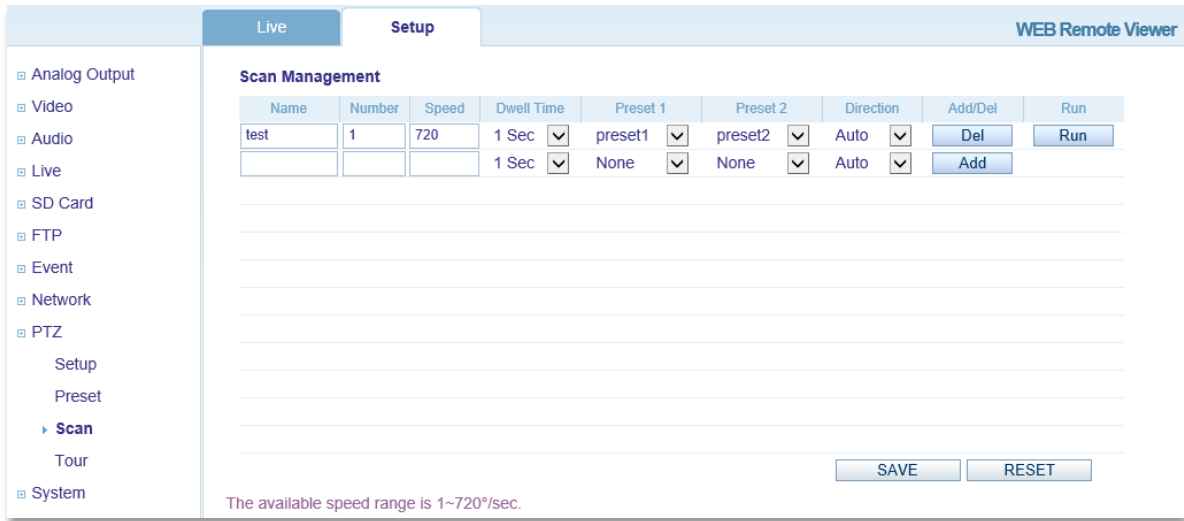 Live Setup WEB Remote Viewer
Analog Output
Video
Audio
Live
SD Card
FTP
Event
Network
PTZ
Setup
Preset
Scan
Tour
System
Scan Management
Name Number Speed Dwell Time Preset 1 Preset 2 Direction Add/Del Run
test 1 720 1 Sec preset1 preset2 Auto Del Run
1 Sec None None Auto Add
SAVE RESET
The available speed range is 1~720°/sec.